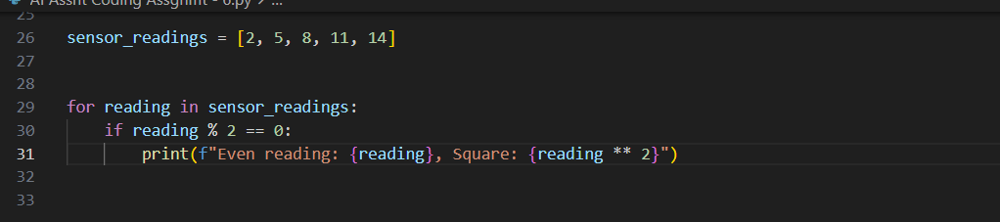 AI Assnt Coding Assgnmt - 6.py > ...
25
26 sensor_readings = [2, 5, 8, 11, 14]
27
28
29 for reading in sensor_readings:
30 if reading % 2 == 0:
31 print(f"Even reading: {reading}, Square: {reading ** 2}")
32
33